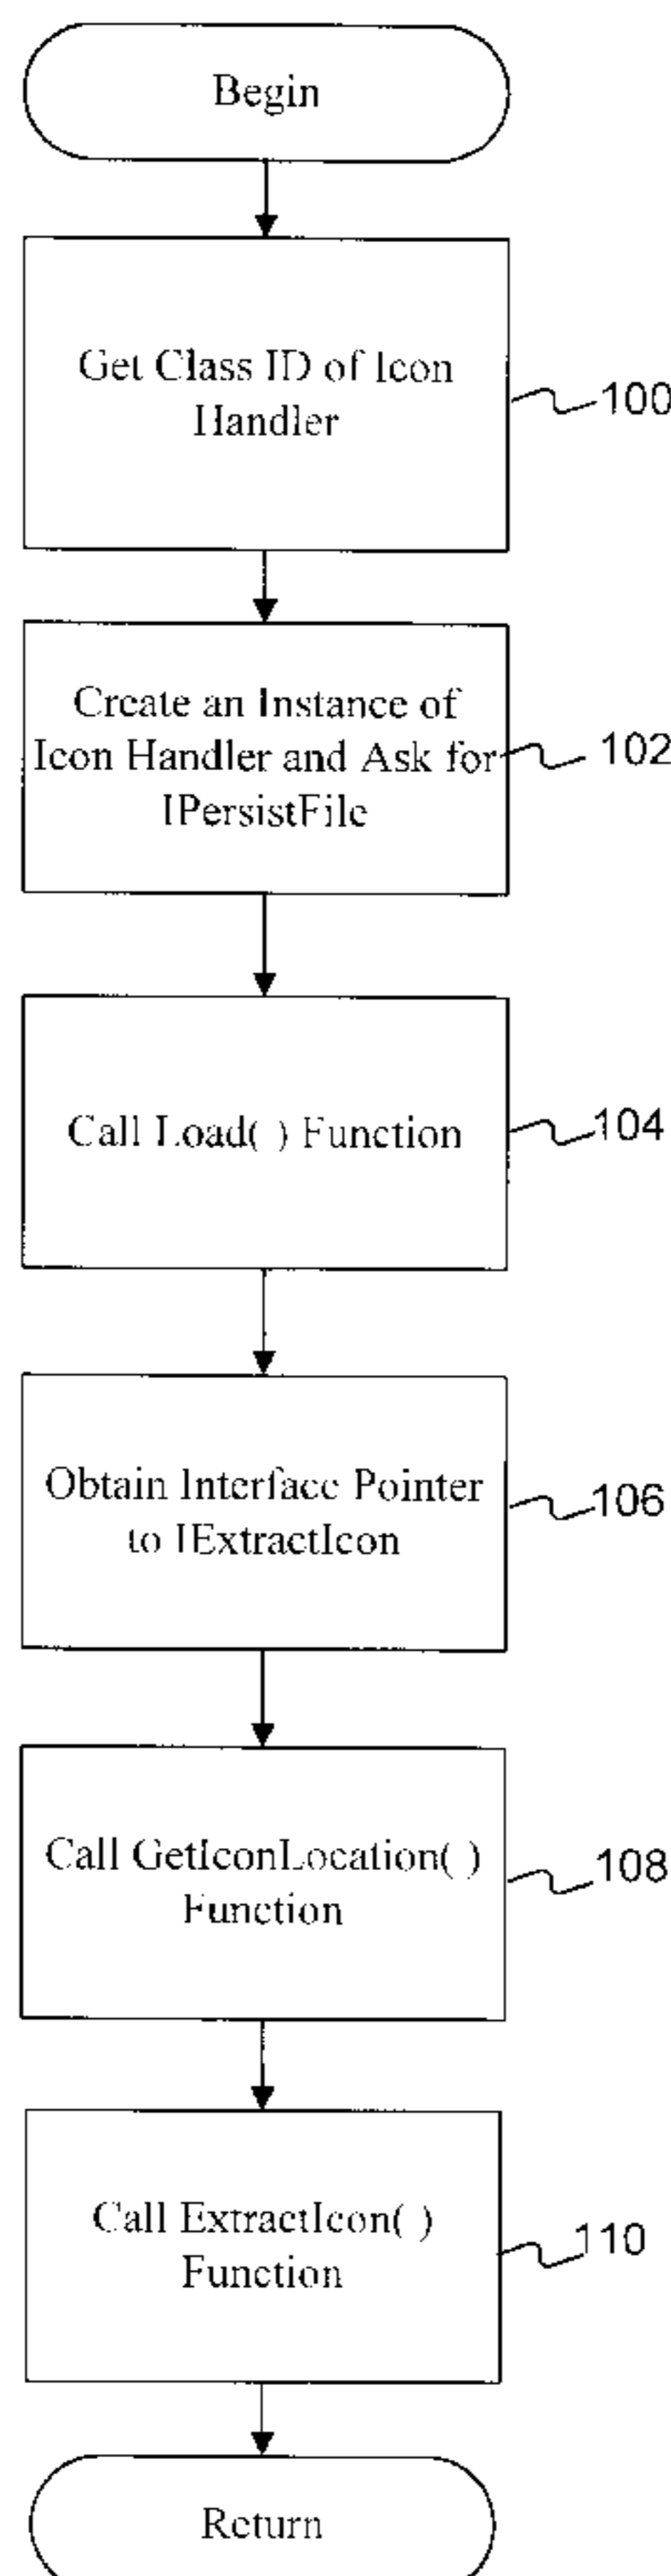 Begin
Get Class ID of Icon
Handler
100
Create an Instance of
Icon Handler and Ask for
IPersistFile
102
Call Load( ) Function
104
Obtain Interface Pointer
to IExtractIcon
106
Call GetIconLocation( )
Function
108
Call ExtractIcon( )
Function
110
Return